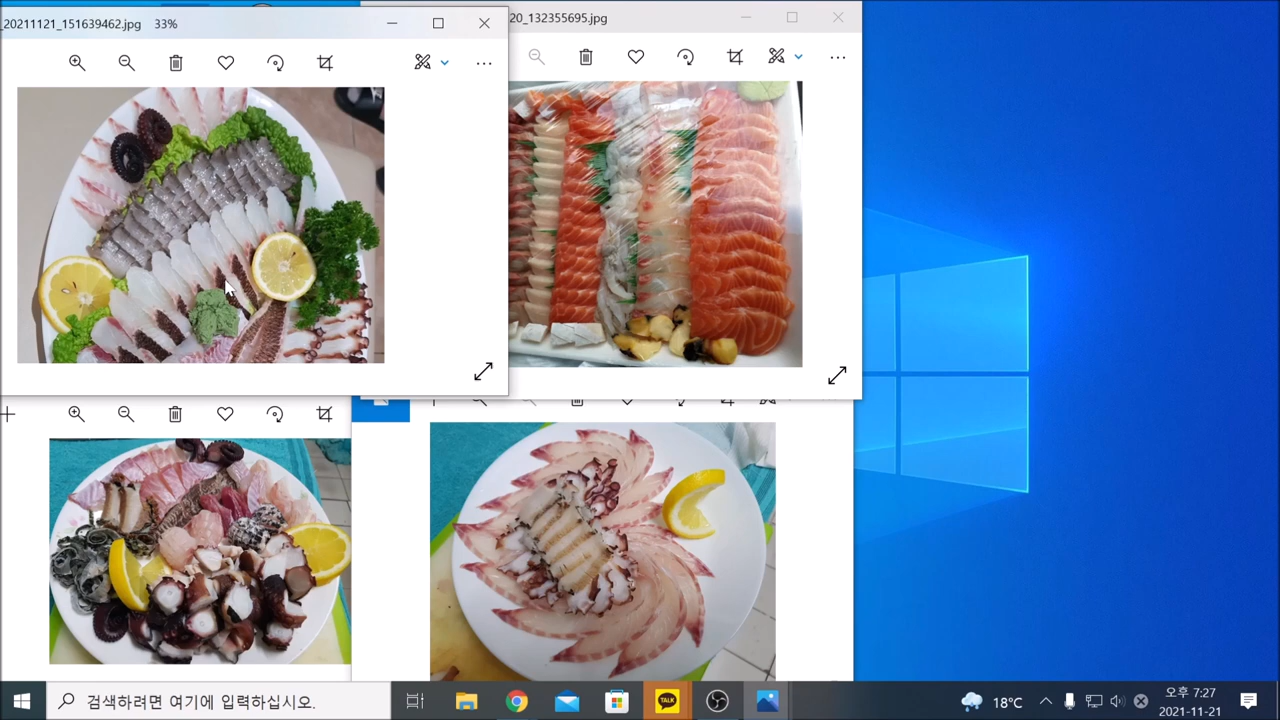 _20211121_151639462.jpg 33%
20_132355695.jpg
검색하려면 여기에 입력하십시오.
TALK
18°C
오후 7:27
2021-11-21